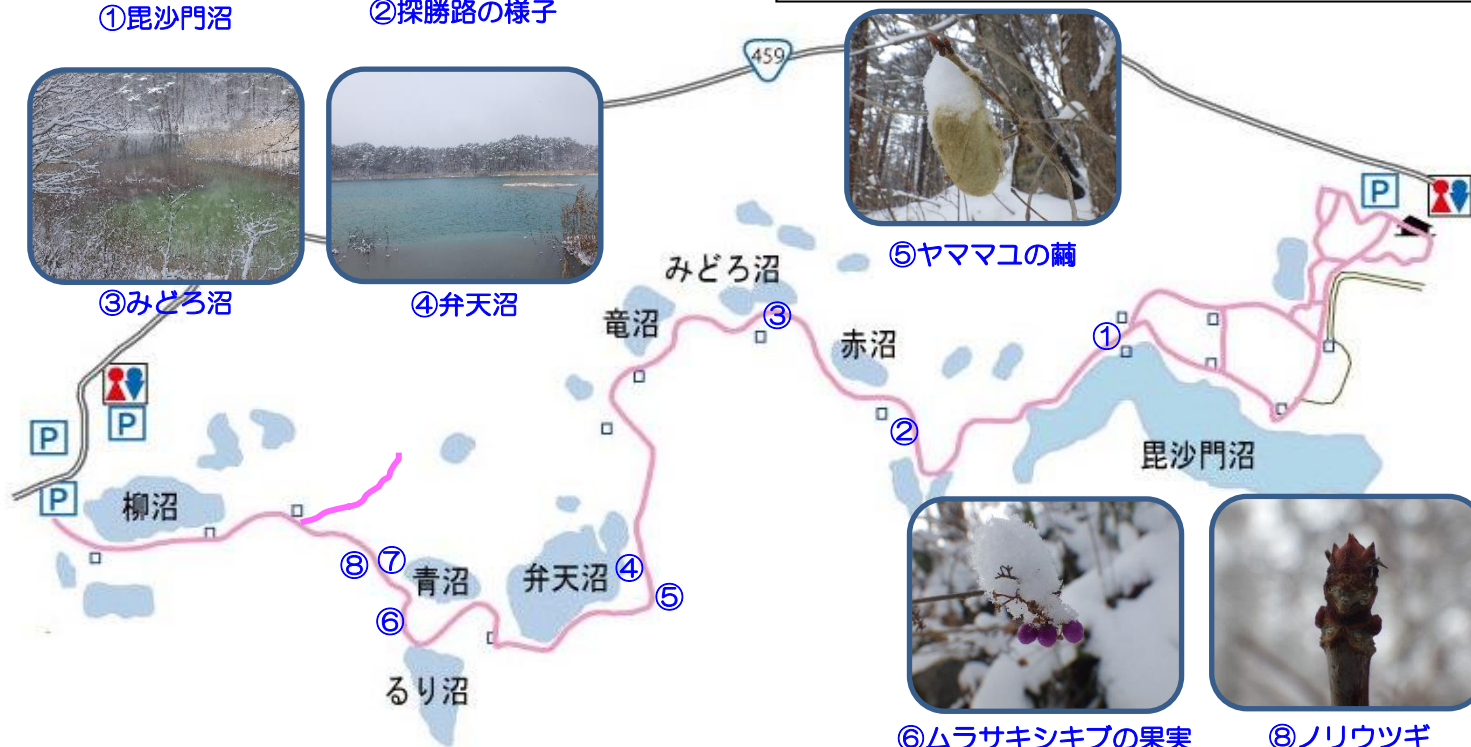 ①毘沙門沼
②探勝路の様子
459
P
③みどろ沼
④弁天沼
⑤ヤママユの繭
みどろ沼
③
竜沼
赤沼
①
②
毘沙門沼
P
P
P
柳沼
⑧
⑦
青沼
弁天沼
④
⑤
⑥
るり沼
⑥ムラサキシキブの果実
⑧ノリウツギ